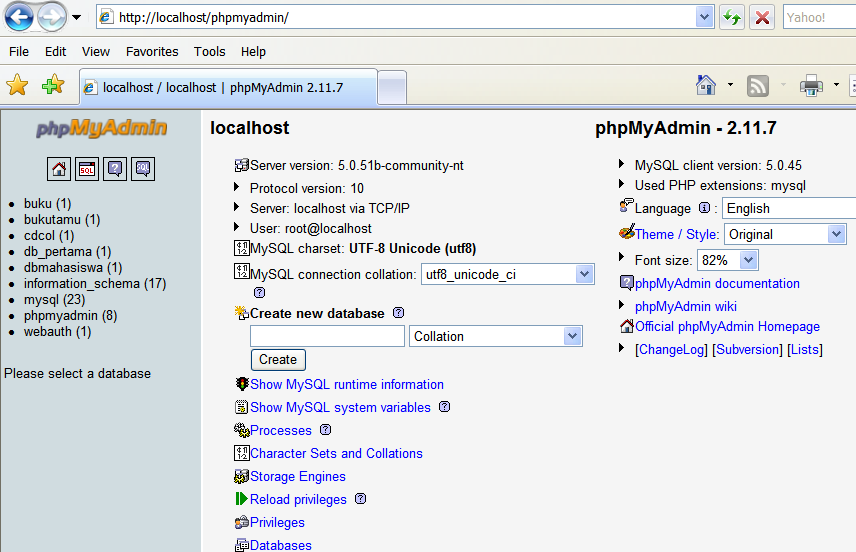 http://localhost/phpmyadmin/
Yahoo!
File Edit View Favorites Tools Help
localhost / localhost | phpMyAdmin 2.11.7
phpMyAdmin
SQL
SQL
buku (1)
bukutamu (1)
cdcol (1)
db_pertama (1)
dbmahasiswa (1)
information_schema (17)
mysql (23)
phpmyadmin (8)
webauth (1)
Please select a database
localhost
Server version: 5.0.51b-community-nt
Protocol version: 10
Server: localhost via TCP/IP
User: root@localhost
MySQL charset: UTF-8 Unicode (utf8)
MySQL connection collation: utf8_unicode_ci
Create new database
Collation
Create
Show MySQL runtime information
Show MySQL system variables
Processes
Character Sets and Collations
Storage Engines
Reload privileges
Privileges
Databases
phpMyAdmin - 2.11.7
MySQL client version: 5.0.45
Used PHP extensions: mysql
Language : English
Theme / Style: Original
Font size: 82%
phpMyAdmin documentation
phpMyAdmin wiki
Official phpMyAdmin Homepage
[ChangeLog] [Subversion] [Lists]